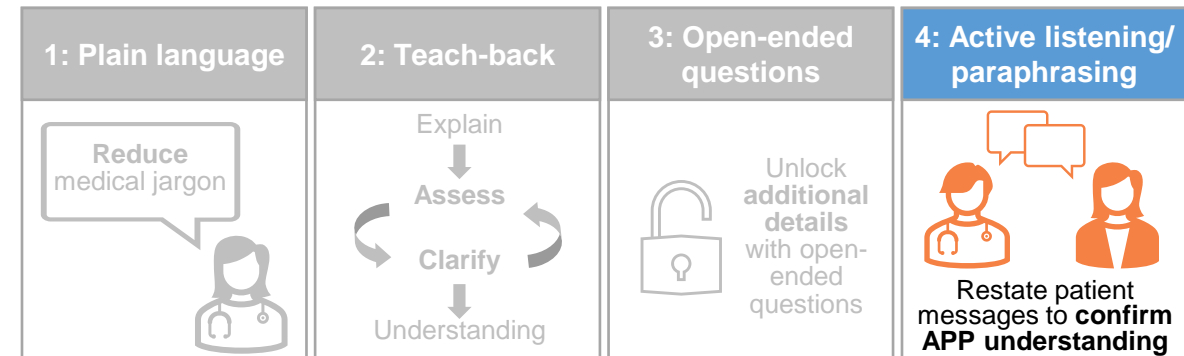 1: Plain language
Reduce
medical jargon
2: Teach-back
Explain
Assess
Clarify
Understanding
3: Open-ended
questions
Unlock
additional
details
with open-
ended
questions
4: Active listening/
paraphrasing
Restate patient
messages to confirm
APP understanding